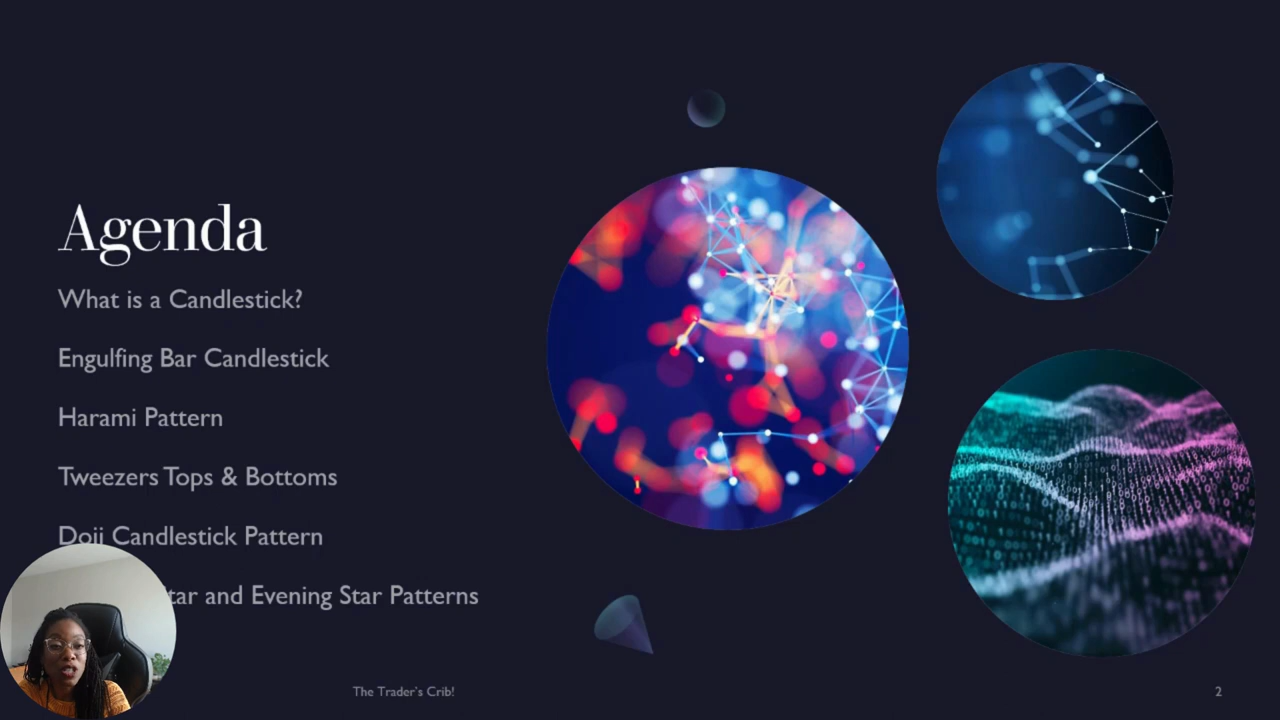 Agenda
What is a Candlestick?
Engulfing Bar Candlestick
Harami Pattern
Tweezers Tops & Bottoms
Doji Candlestick Pattern
Star and Evening Star Patterns
The Trader's Crib!
2